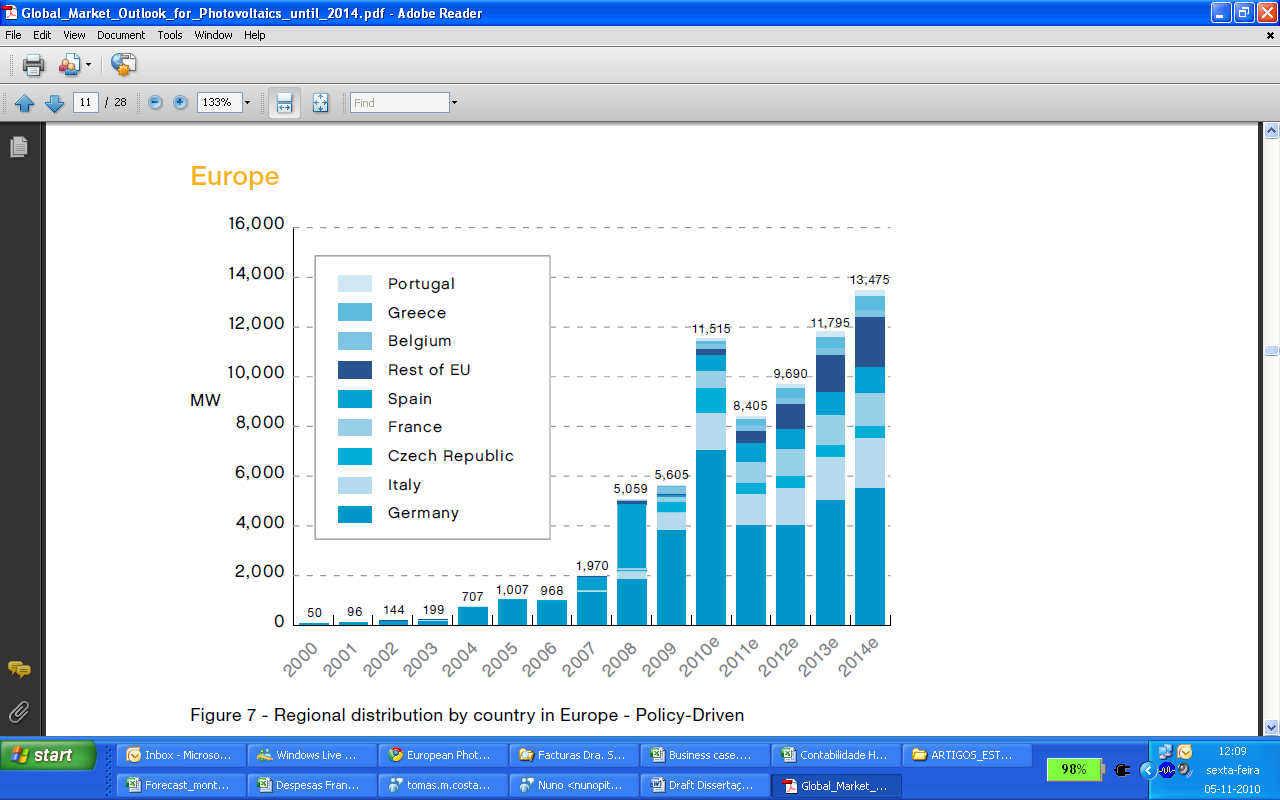 Global_Market_Outlook_for_Photovoltaics_until_2014.pdf - Adobe Reader
File Edit View Document Tools Window Help
11 / 28 133% Find
Europe
16,000
14,000
12,000
10,000
MW
8,000
6,000
4,000
2,000
0
Portugal
Greece
Belgium
Rest of EU
Spain
France
Czech Republic
Italy
Germany
50 96 144 199 707 1,007 968 1,970 5,059 5,605 11,515 8,405 9,690 11,795 13,475
2000 2001 2002 2003 2004 2005 2006 2007 2008 2009 2010e 2011e 2012e 2013e 2014e
Figure 7 - Regional distribution by country in Europe - Policy-Driven
start
Inbox - Microso... Windows Live ... European Phot... Facturas Dra. S... Business case.... Contabilidade H... ARTIGOS_EST...
Forecast_mont... Despesas Fran... tomas.m.costa... Nuno <nunopit... Draft Dissertaç... Global_Market_...
98%
12:09
sexta-feira
05-11-2010